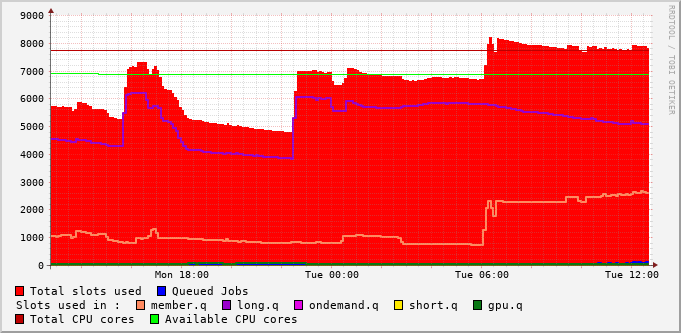 RRDTOOL / TOBI OETIKER
9000
8000
7000
6000
5000
4000
3000
2000
1000
0
Mon 18:00 Tue 00:00 Tue 06:00 Tue 12:00
Total slots used Queued Jobs
Slots used in : member.q long.q ondemand.q short.q gpu.q
Total CPU cores Available CPU cores